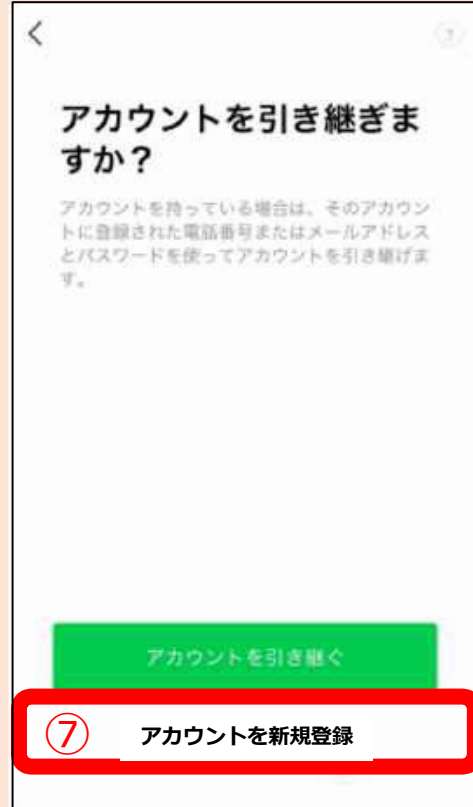 アカウントを引き継ぎま
すか？
アカウントを持っている場合は、そのアカウン
トに登録された電話番号またはメールアドレス
とパスワードを使ってアカウントを引き継げま
す。
アカウントを引き継ぐ
⑦ アカウントを新規登録